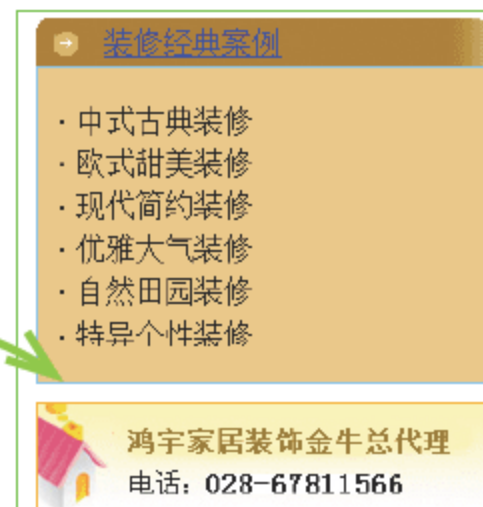 装修经典案例
· 中式古典装修
· 欧式甜美装修
· 现代简约装修
· 优雅大气装修
· 自然田园装修
· 特异个性装修
鸿宇家居装饰金牛总代理
电话: 028-67811566